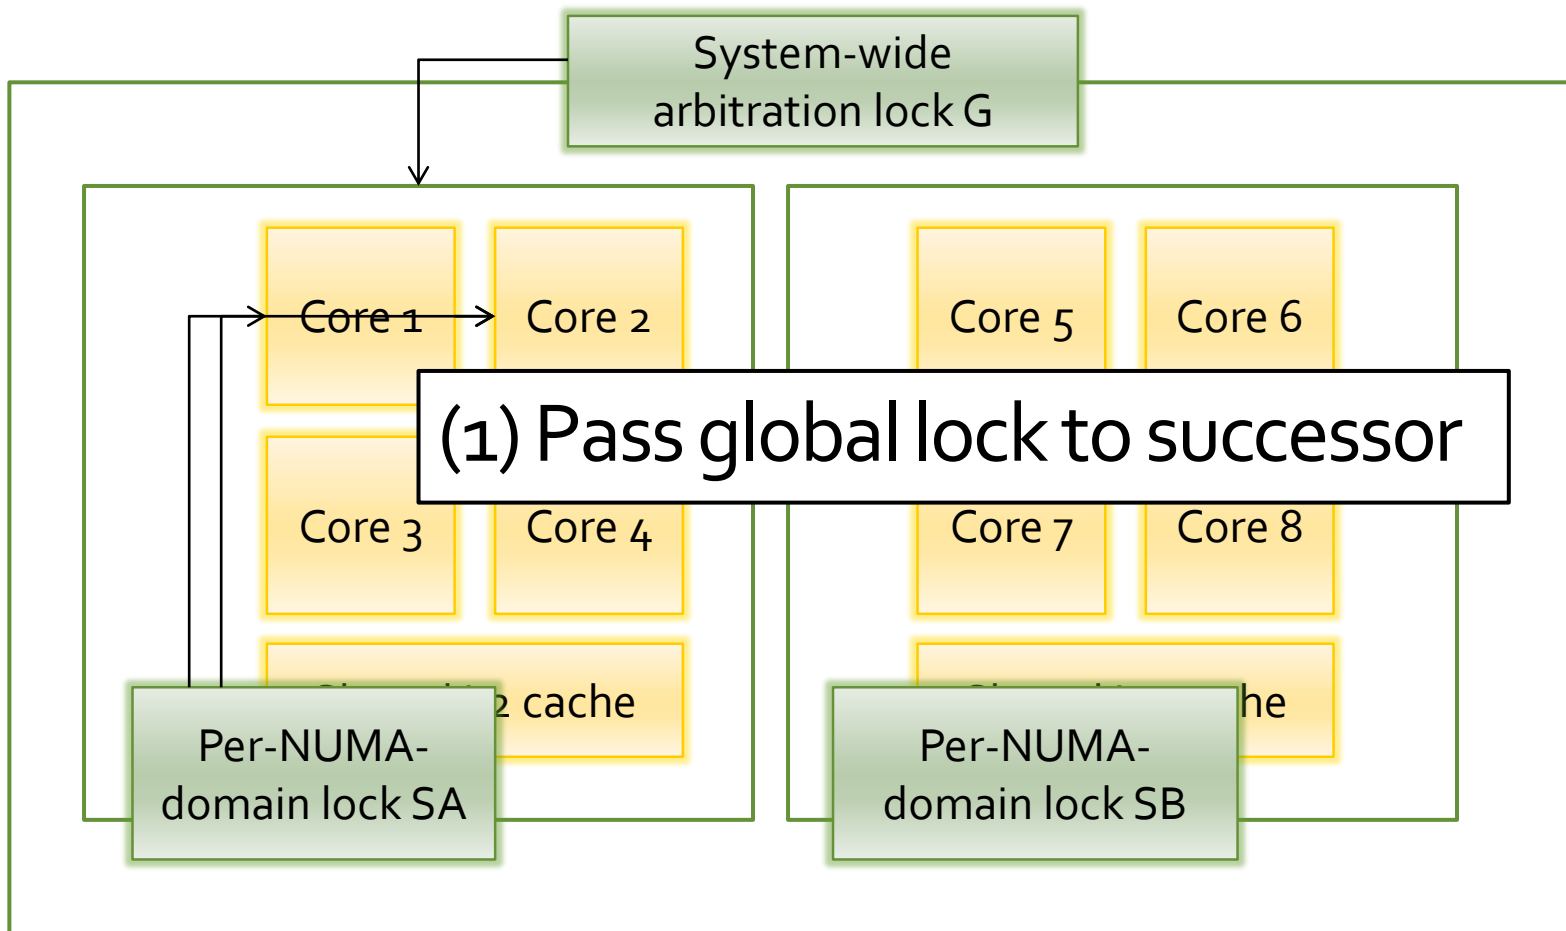 System-wide
arbitration lock G
Core 1
Core 2
Core 5
Core 6
(1) Pass global lock to successor
Core 3
Core 4
Core 7
Core 8
2 cache
he
Per-NUMA-
domain lock SA
Per-NUMA-
domain lock SB